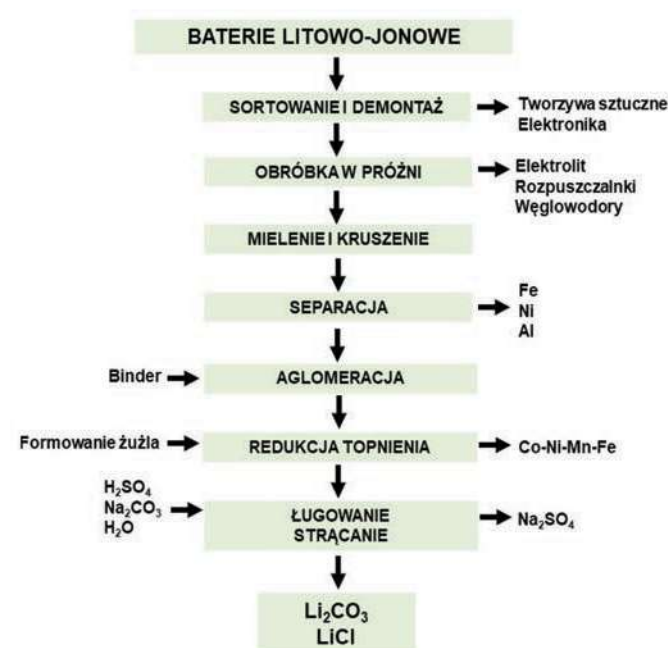 BATERIE LITOWO-JONOWE
SORTOWANIE I DEMONTAŻ
Tworzywa sztuczne
Elektronika
OBRÓBKA W PRÓŻNI
Elektrolit
Rozpuszczalnki
Węglowodory
MIELENIE I KRUSZENIE
SEPARACJA
Fe
Ni
Al
Binder
AGLOMERACJA
Formowanie żużla
REDUKCJA TOPNIENIA
Co-Ni-Mn-Fe
H₂SO₄
Na₂CO₃
H₂O
ŁUGOWANIE
STRĄCANIE
Na₂SO₄
Li₂CO₃
LiCl